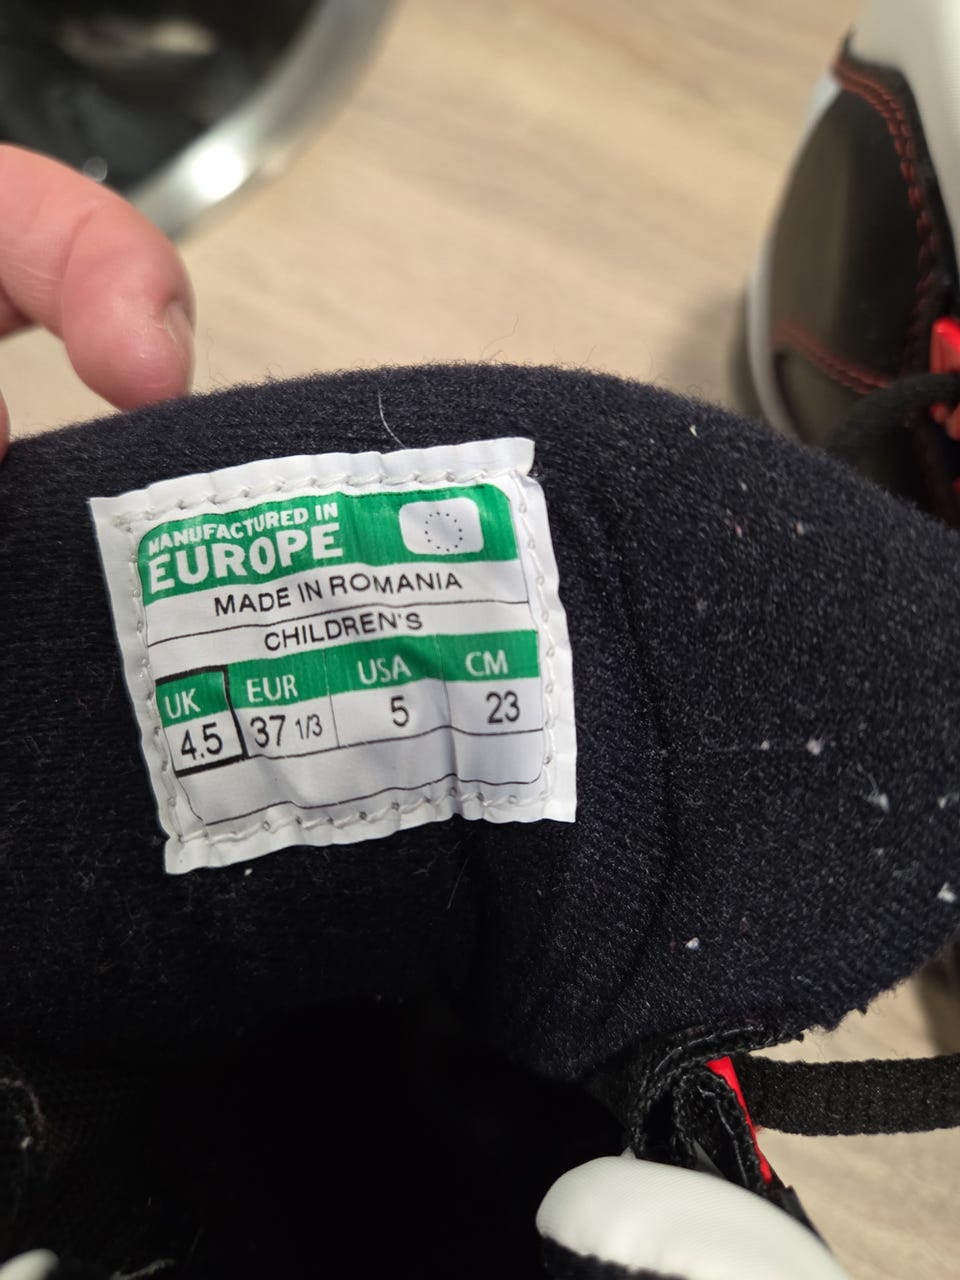 MANUFACTURED IN
EUROPE
MADE IN ROMANIA
CHILDREN'S
UK EUR USA CM
4.5 37 1/3 5 23